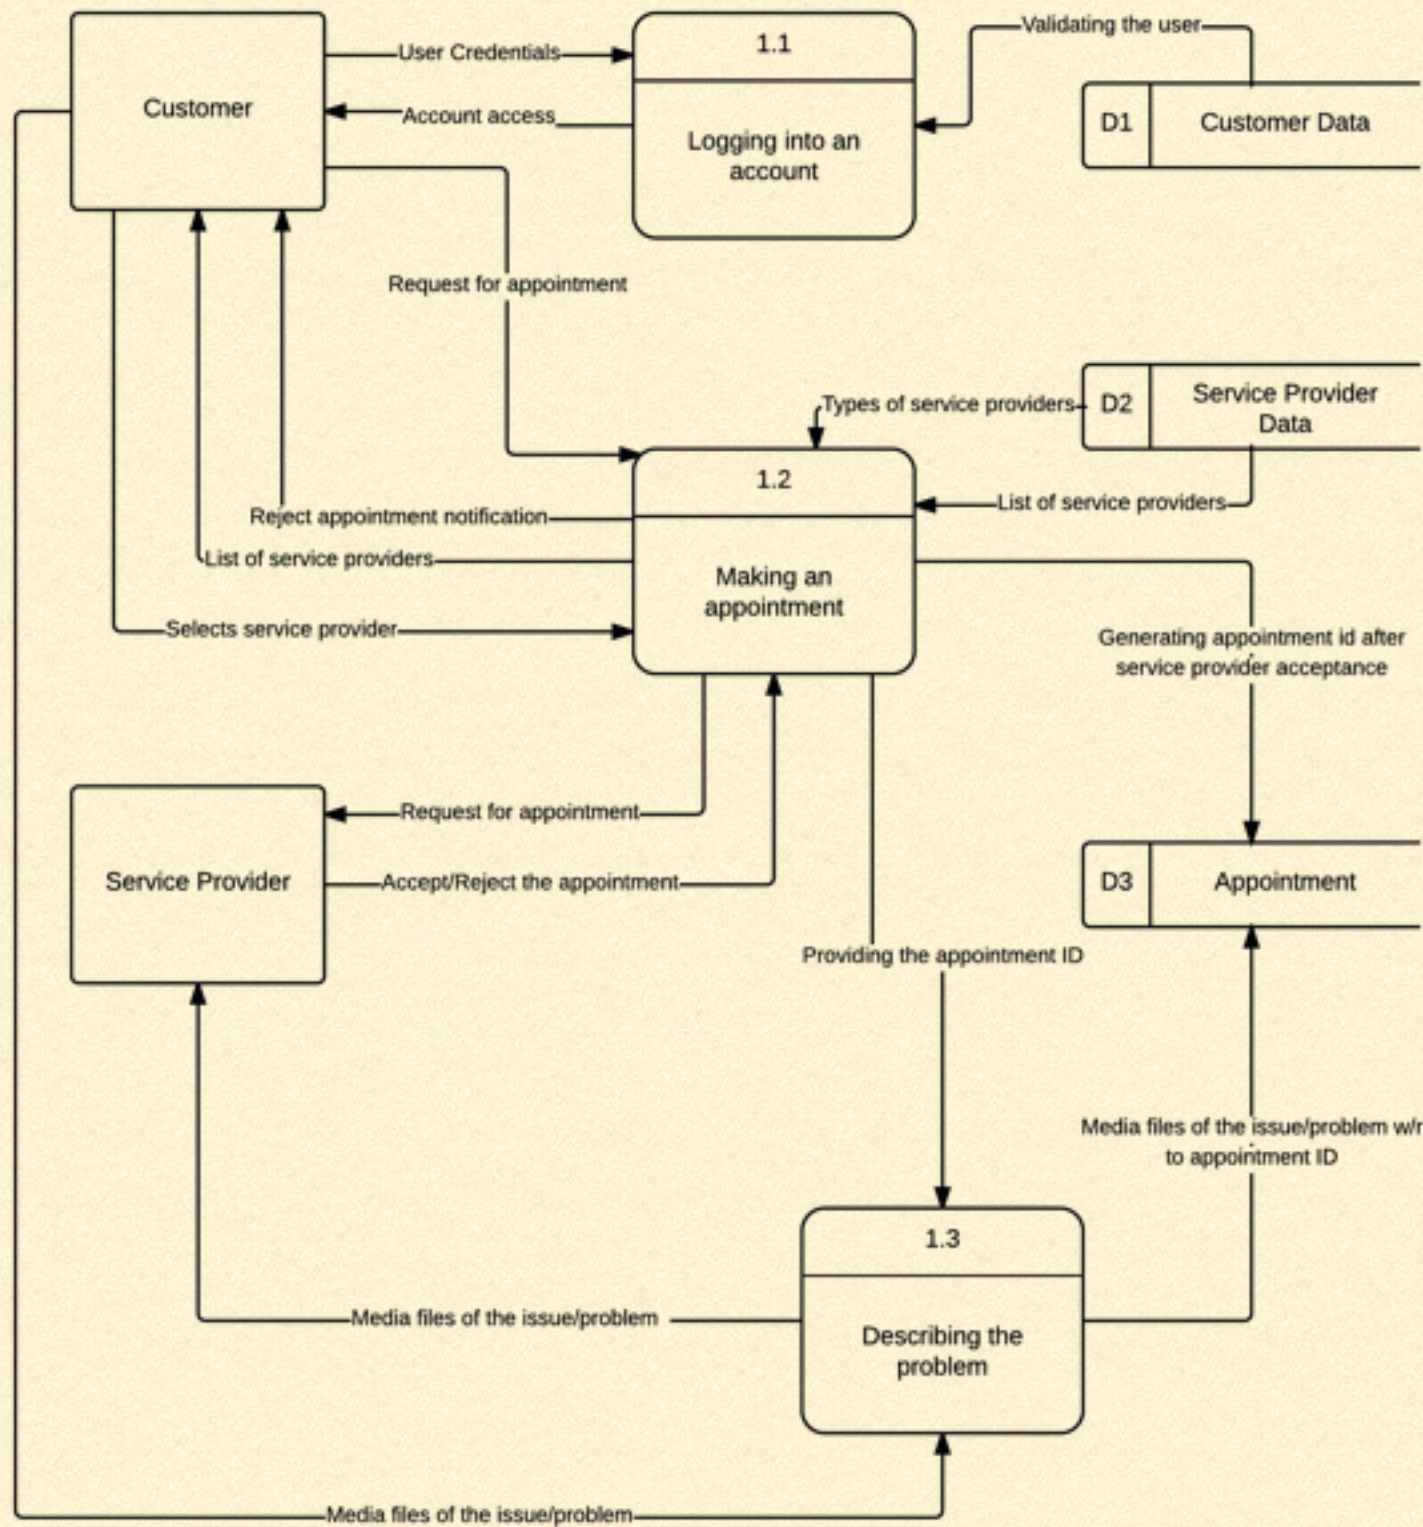 Validating the user
1.1
User Credentials
Customer
Account access
D1
Customer Data
Logging into an
account
Request for appointment
Types of service providers
D2
Service Provider
Data
1.2
List of service providers
Reject appointment notification
List of service providers
Making an
appointment
Selects service provider
Generating appointment id after
service provider acceptance
Request for appointment
Service Provider
Accept/Reject the appointment
D3
Appointment
Providing the appointment ID
Media files of the issue/problem w/r
to appointment ID
1.3
Media files of the issue/problem
Describing the
problem
Media files of the issue/problem